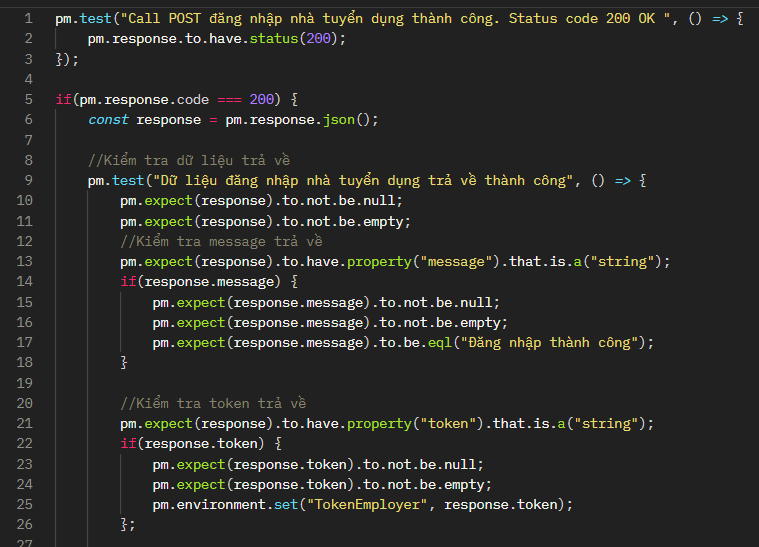 1 pm.test("Call POST đăng nhập nhà tuyển dụng thành công. Status code 200 OK ", () => {
2     pm.response.to.have.status(200);
3 });
4
5 if(pm.response.code === 200) {
6     const response = pm.response.json();
7
8     //Kiểm tra dữ liệu trả về
9     pm.test("Dữ liệu đăng nhập nhà tuyển dụng trả về thành công", () => {
10         pm.expect(response).to.not.be.null;
11         pm.expect(response).to.not.be.empty;
12         //Kiểm tra message trả về
13         pm.expect(response).to.have.property("message").that.is.a("string");
14         if(response.message) {
15             pm.expect(response.message).to.not.be.null;
16             pm.expect(response.message).to.not.be.empty;
17             pm.expect(response.message).to.be.eql("Đăng nhập thành công");
18         }
19
20         //Kiểm tra token trả về
21         pm.expect(response).to.have.property("token").that.is.a("string");
22         if(response.token) {
23             pm.expect(response.token).to.not.be.null;
24             pm.expect(response.token).to.not.be.empty;
25             pm.environment.set("TokenEmployer", response.token);
26         };
27